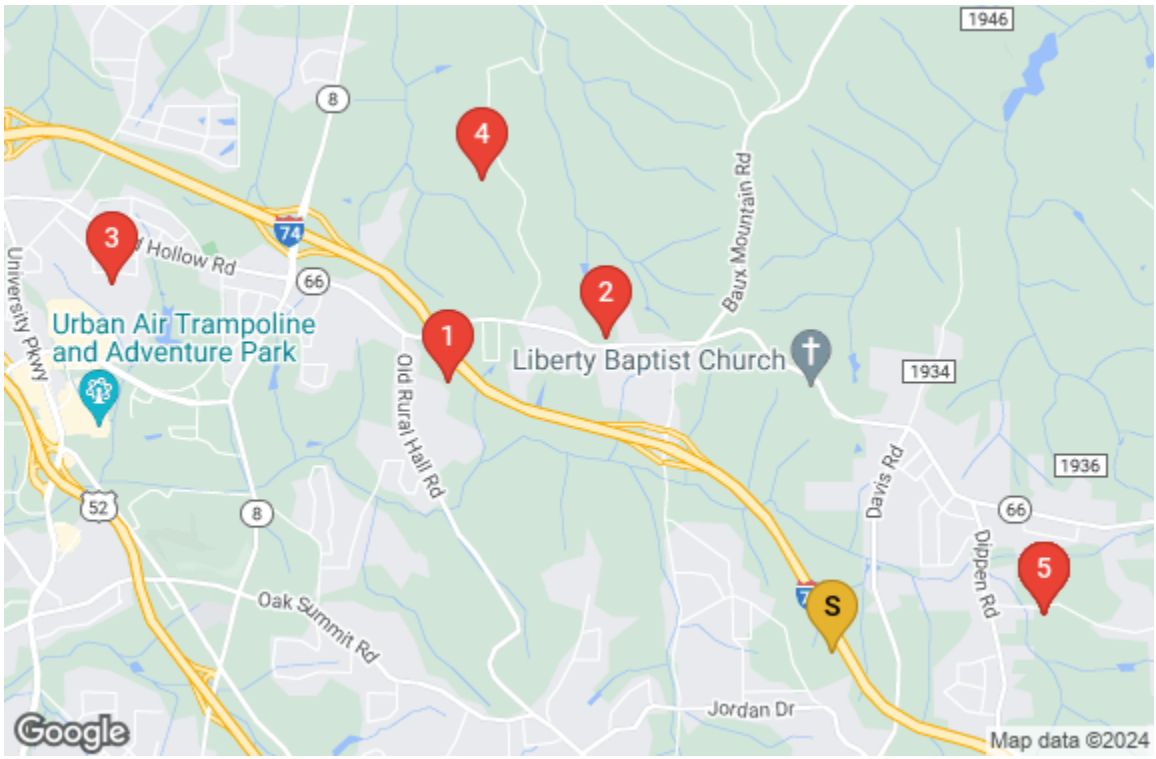 1946
8
4
74
3
d Hollow Rd
66
University Pkwy
Baux Mountain Rd
2
Urban Air Trampoline
and Adventure Park
1
Liberty Baptist Church
Old Rural Hall Rd
1934
Davis Rd
1936
52
8
66
Dippen Rd
5
7
S
Oak Summit Rd
Jordan Dr
Google
Map data ©2024